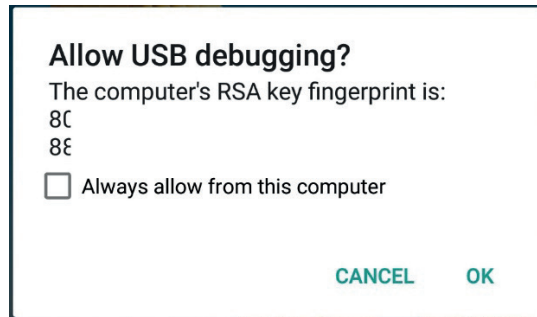 Allow USB debugging?
The computer's RSA key fingerprint is:
Always allow from this computer
CANCEL OK